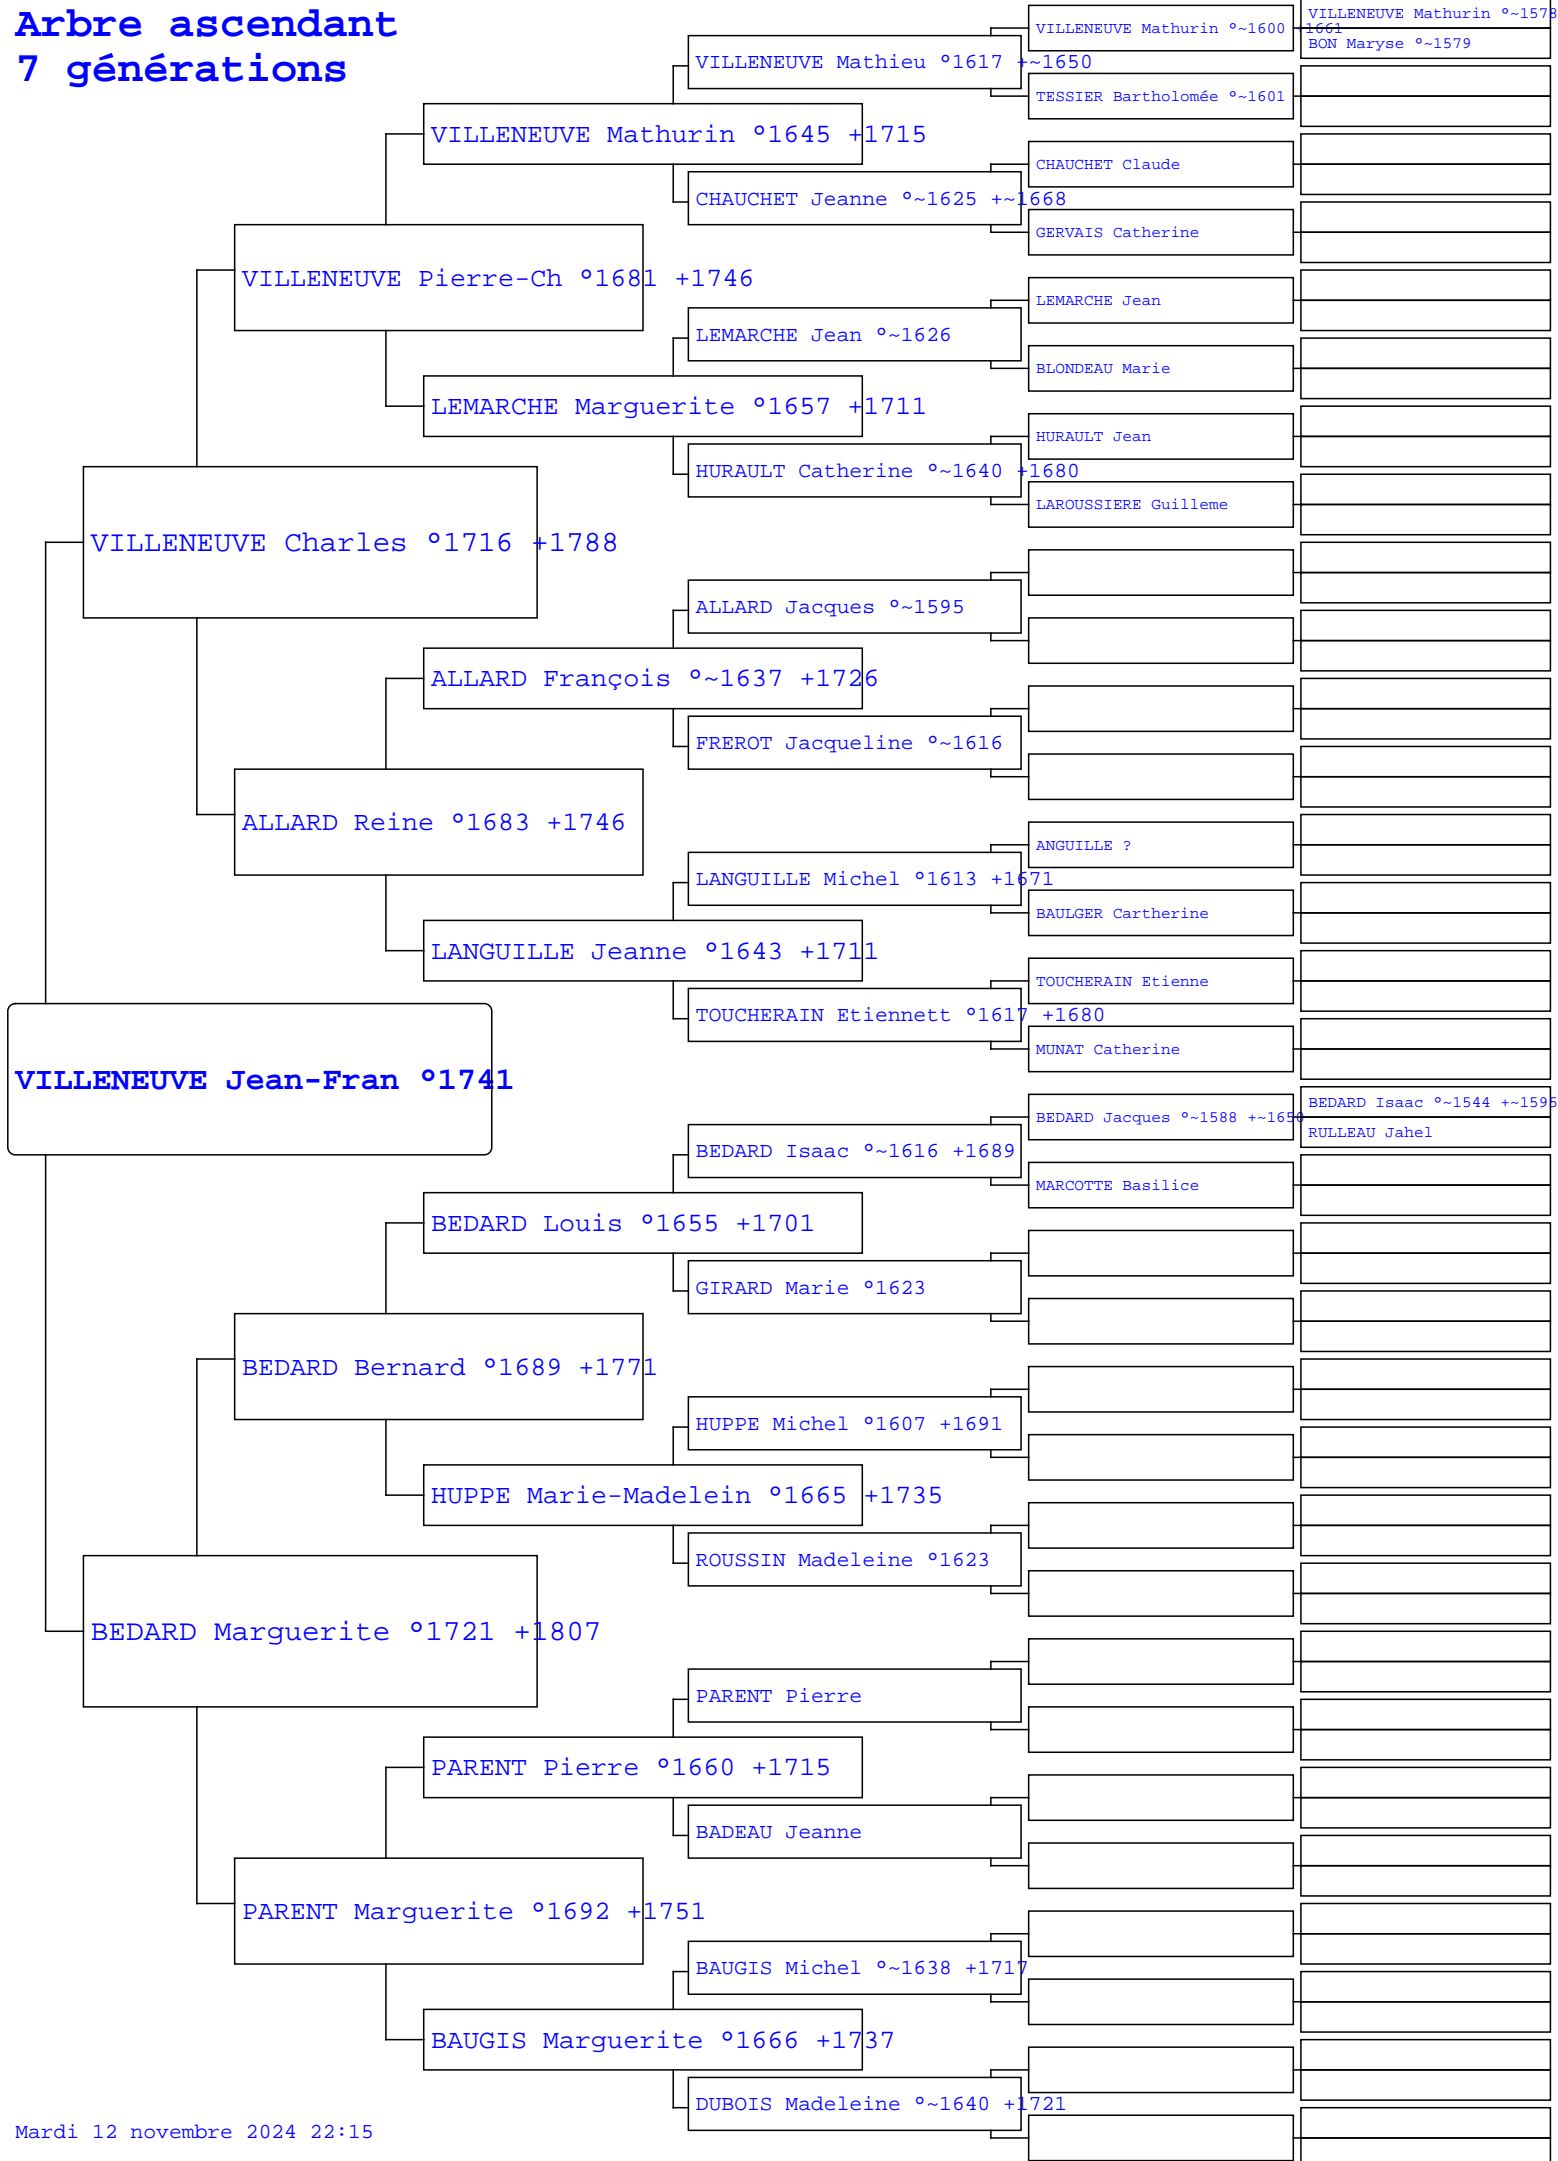 Arbre ascendant
7 générations
VILLENEUVE Mathurin °~1578
VILLENEUVE Mathurin °~1600 +1661
BON Maryse °~1579
VILLENEUVE Mathieu °1617 +~1650
TESSIER Bartholomée °~1601
VILLENEUVE Mathurin °1645 +1715
CHAUCHET Claude
CHAUCHET Jeanne °~1625 +~1668
GERVAIS Catherine
VILLENEUVE Pierre-Ch °1681 +1746
LEMARCHE Jean
LEMARCHE Jean °~1626
BLONDEAU Marie
LEMARCHE Marguerite °1657 +1711
HURAULT Jean
HURAULT Catherine °~1640 +1680
LAROUSSIERE Guilleme
VILLENEUVE Charles °1716 +1788
ALLARD Jacques °~1595
ALLARD François °~1637 +1726
FREROT Jacqueline °~1616
ALLARD Reine °1683 +1746
ANGUILLE ?
LANGUILLE Michel °1613 +1671
BAULGER Cartherine
LANGUILLE Jeanne °1643 +1711
TOUCHERAIN Etienne
TOUCHERAIN Etiennett °1617 +1680
MUNAT Catherine
VILLENEUVE Jean-Fran °1741
BEDARD Isaac °~1544 +~1595
BEDARD Jacques °~1588 +~1650
RULLEAU Jahel
BEDARD Isaac °~1616 +1689
MARCOTTE Basilice
BEDARD Louis °1655 +1701
GIRARD Marie °1623
BEDARD Bernard °1689 +1771
HUPPE Michel °1607 +1691
HUPPE Marie-Madelein °1665 +1735
ROUSSIN Madeleine °1623
BEDARD Marguerite °1721 +1807
PARENT Pierre
PARENT Pierre °1660 +1715
BADEAU Jeanne
PARENT Marguerite °1692 +1751
BAUGIS Michel °~1638 +1717
BAUGIS Marguerite °1666 +1737
DUBOIS Madeleine °~1640 +1721
Mardi 12 novembre 2024 22:15